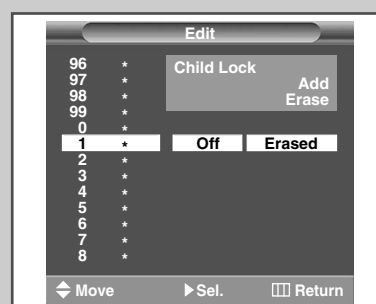 Edit
96 * Child Lock
97 * Add
98 * Erase
99 *
0 *
1 * Off Erased
2 *
3 *
4 *
5 *
6 *
7 *
8 *
Move Sel. Return